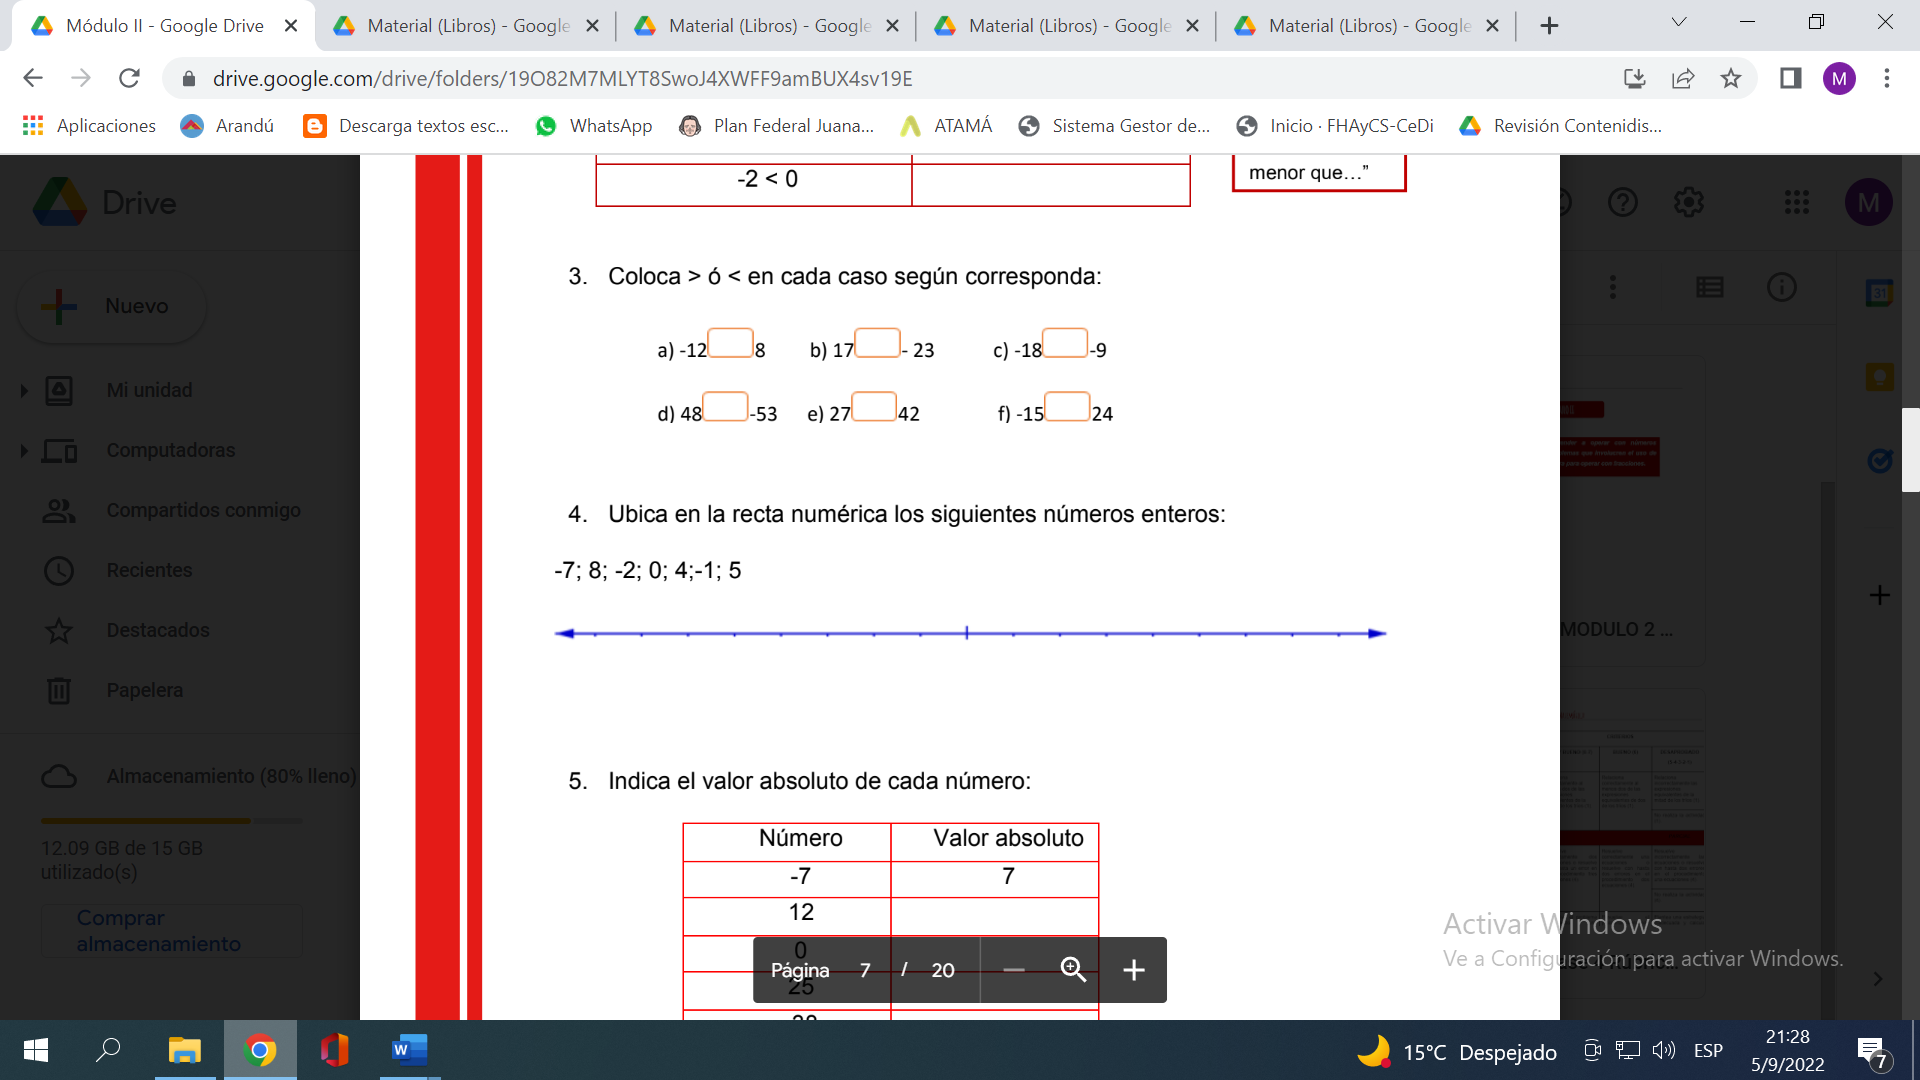 Módulo II - Google Drive
Material (Libros) - Google
Material (Libros) - Google
Material (Libros) - Google
Material (Libros) - Google
drive.google.com/drive/folders/19O82M7MLYT8SwoJ4XWFF9amBUX4sv19E
M
Aplicaciones
Arandú
Descarga textos esc...
WhatsApp
Plan Federal Juana...
ATAMÁ
Sistema Gestor de...
Inicio · FHAyCS-CeDi
Revisión Contenidis...
Drive
M
Nuevo
Mi unidad
Computadoras
Compartidos conmigo
Recientes
Destacados
Papelera
Almacenamiento (80% lleno)
12.09 GB de 15 GB
utilizado(s)
Comprar
almacenamiento
-2 < 0
menor que…”
3. Coloca > ó < en cada caso según corresponda:
a) -12 8 b) 17 - 23 c) -18 -9
d) 48 -53 e) 27 42 f) -15 24
4. Ubica en la recta numérica los siguientes números enteros:
-7; 8; -2; 0; 4;-1; 5
5. Indica el valor absoluto de cada número:
Número Valor absoluto
-7 7
12
0
25
Página 7 / 20
31
MODULO 2 ...
Activar Windows
Ve a Configuración para activar Windows.
15°C Despejado
ESP
21:28
5/9/2022
7